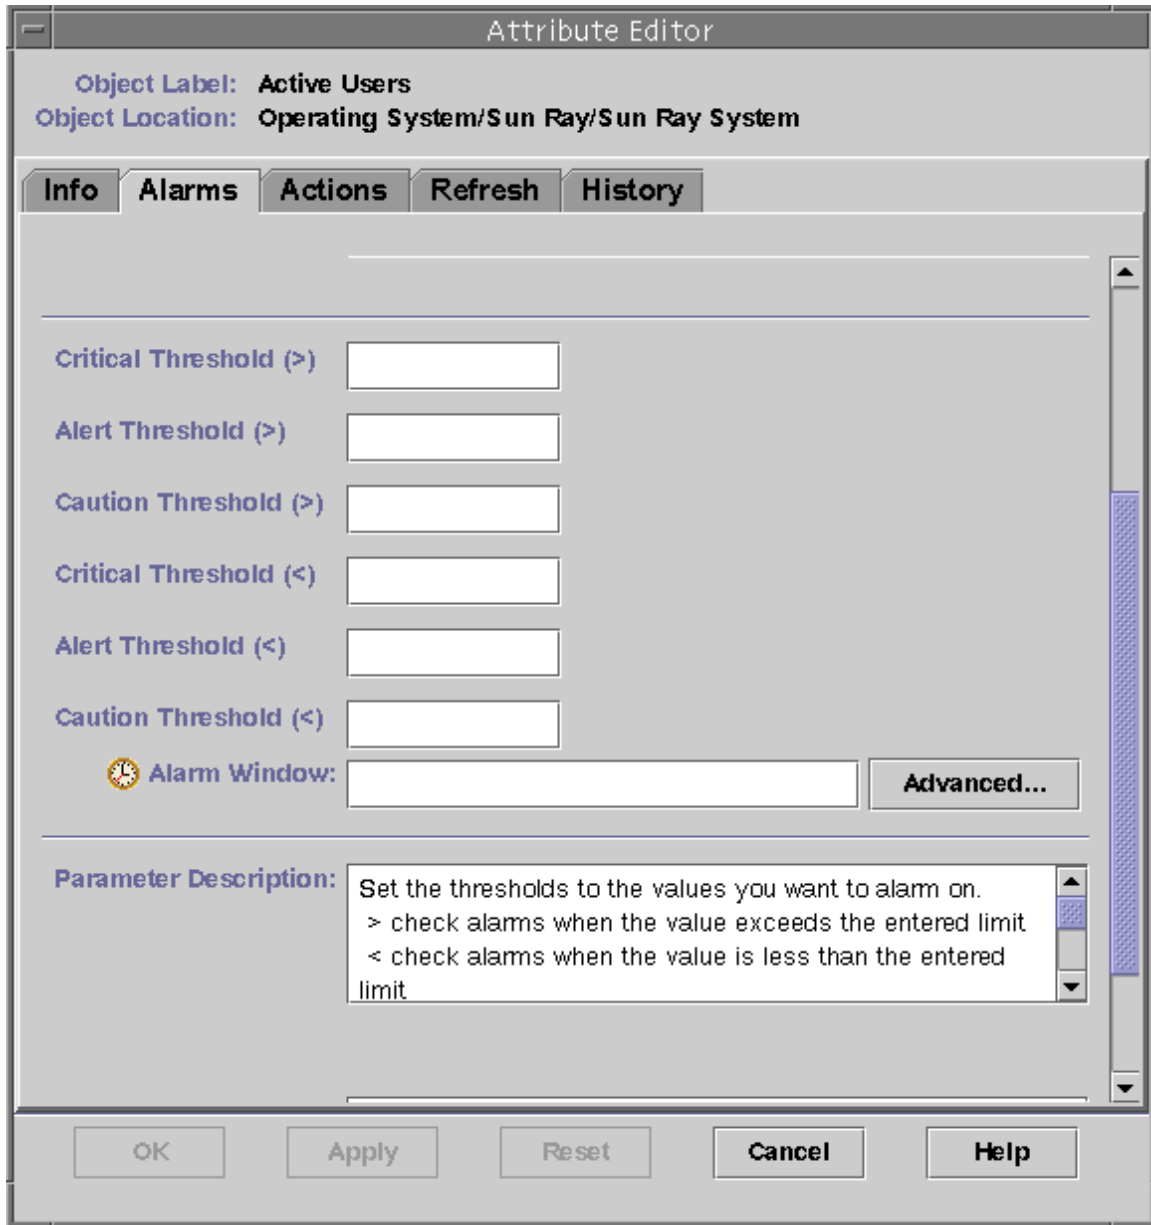 Attribute Editor
Object Label: Active Users
Object Location: Operating System/Sun Ray/Sun Ray System
Info Alarms Actions Refresh History
Critical Threshold (>)
Alert Threshold (>)
Caution Threshold (>)
Critical Threshold (<)
Alert Threshold (<)
Caution Threshold (<)
Alarm Window: Advanced...
Parameter Description: Set the thresholds to the values you want to alarm on.
> check alarms when the value exceeds the entered limit
< check alarms when the value is less than the entered
limit
OK Apply Reset Cancel Help